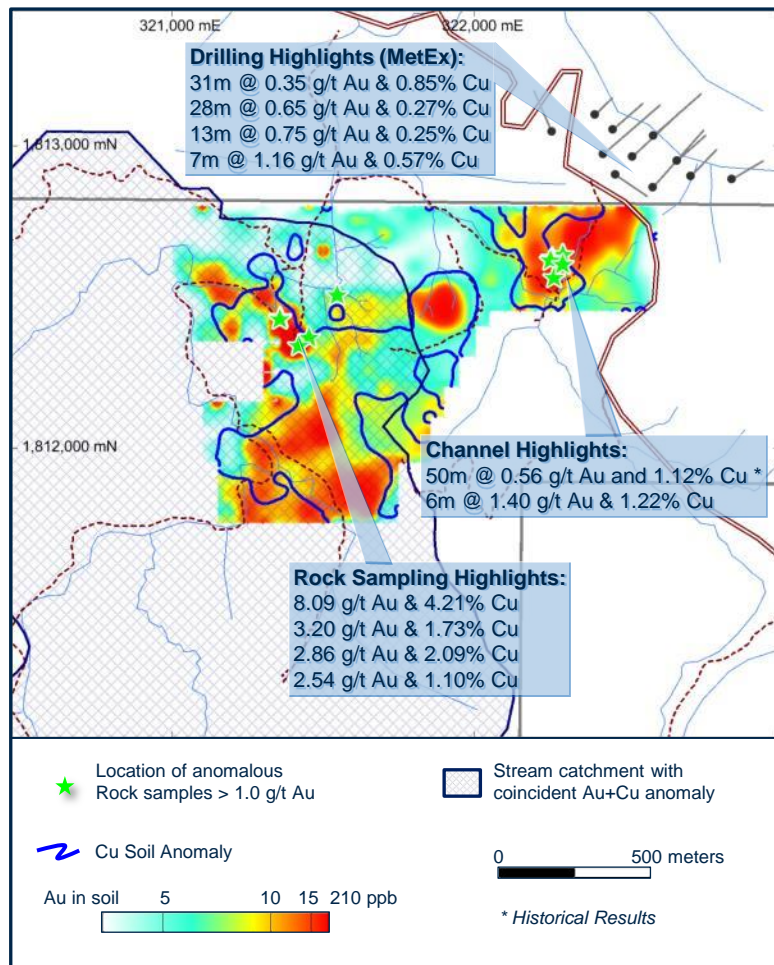 321,000 mE
322,000 mE
Drilling Highlights (MetEx):
31m @ 0.35 g/t Au & 0.85% Cu
28m @ 0.65 g/t Au & 0.27% Cu
13m @ 0.75 g/t Au & 0.25% Cu
7m @ 1.16 g/t Au & 0.57% Cu
1,813,000 mN
1,812,000 mN
Channel Highlights:
50m @ 0.56 g/t Au and 1.12% Cu *
6m @ 1.40 g/t Au & 1.22% Cu
Rock Sampling Highlights:
8.09 g/t Au & 4.21% Cu
3.20 g/t Au & 1.73% Cu
2.86 g/t Au & 2.09% Cu
2.54 g/t Au & 1.10% Cu
Location of anomalous
Rock samples > 1.0 g/t Au
Stream catchment with
coincident Au+Cu anomaly
Cu Soil Anomaly
0 500 meters
Au in soil 5 10 15 210 ppb
* Historical Results